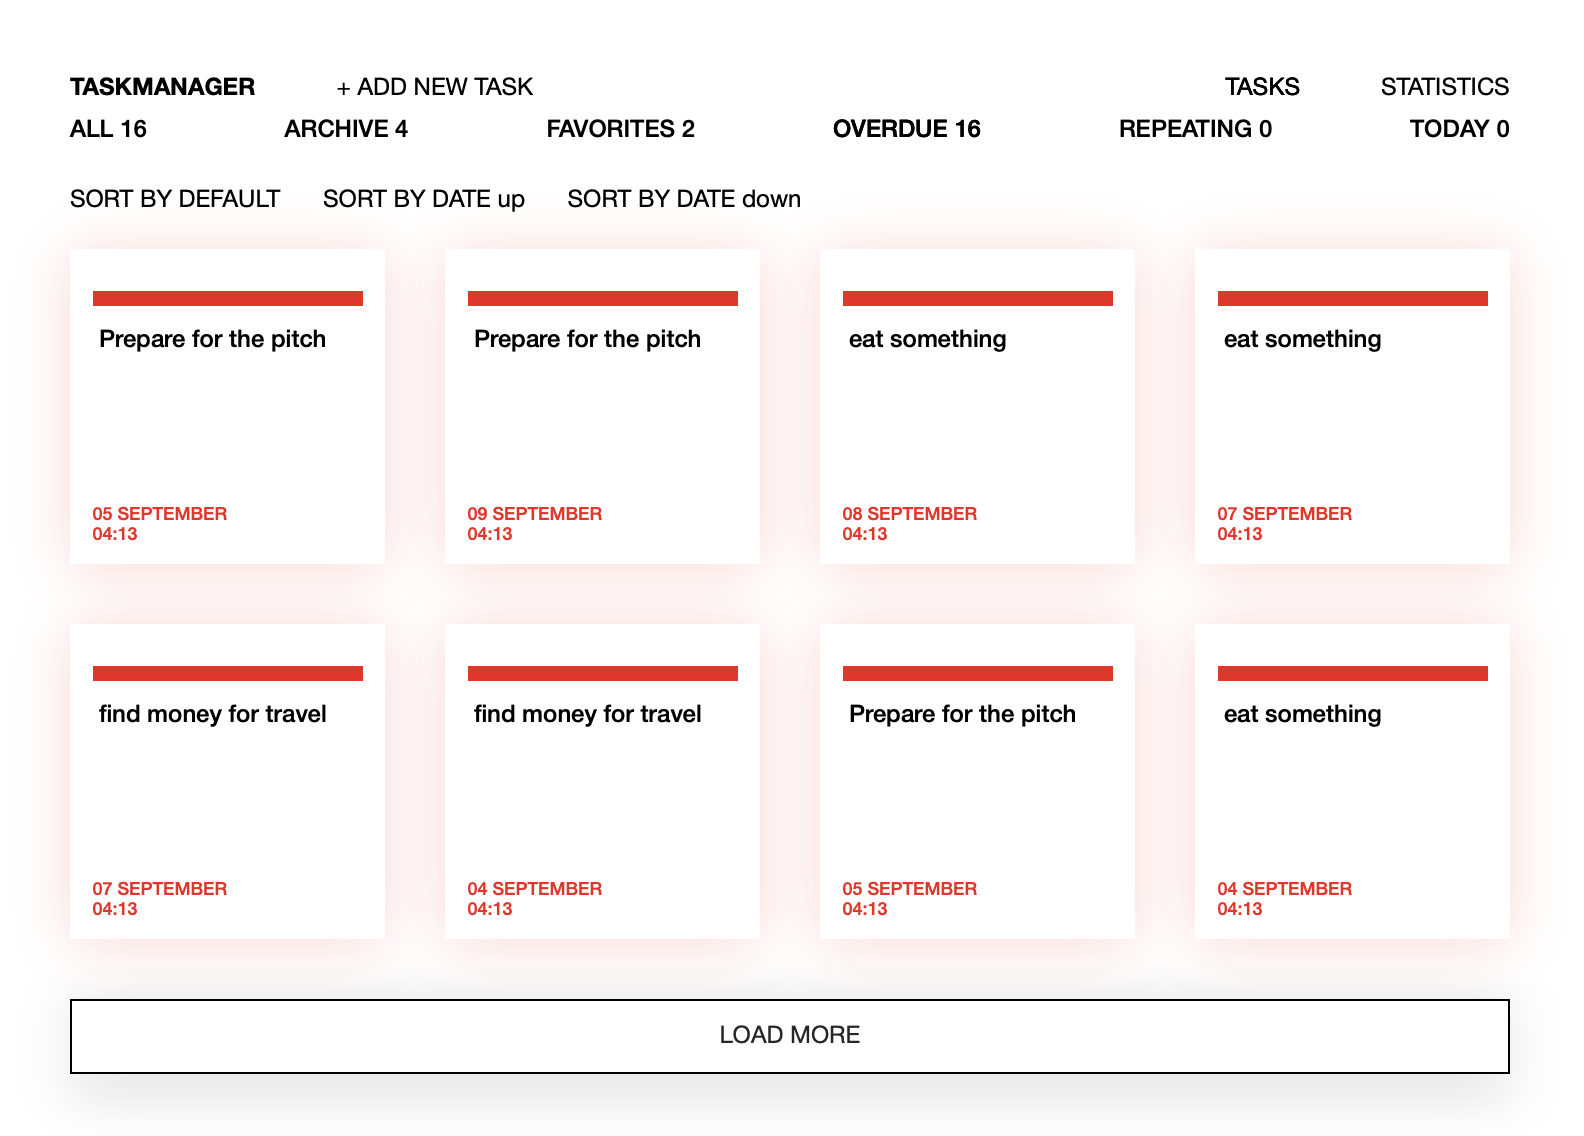 TASKMANAGER + ADD NEW TASK TASKS STATISTICS
ALL 16 ARCHIVE 4 FAVORITES 2 OVERDUE 16 REPEATING 0 TODAY 0
SORT BY DEFAULT SORT BY DATE up SORT BY DATE down
Prepare for the pitch
05 SEPTEMBER
04:13
Prepare for the pitch
09 SEPTEMBER
04:13
eat something
08 SEPTEMBER
04:13
eat something
07 SEPTEMBER
04:13
find money for travel
07 SEPTEMBER
04:13
find money for travel
04 SEPTEMBER
04:13
Prepare for the pitch
05 SEPTEMBER
04:13
eat something
04 SEPTEMBER
04:13
LOAD MORE